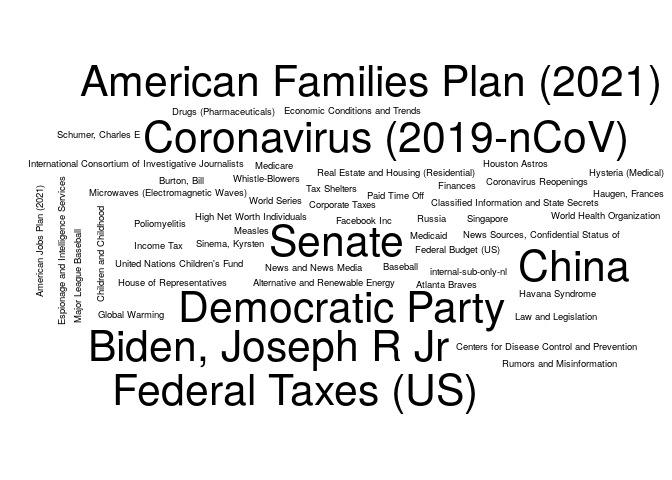 American Families Plan (2021)
Drugs (Pharmaceuticals)
Economic Conditions and Trends
Schumer, Charles E
Coronavirus (2019-nCoV)
International Consortium of Investigative Journalists
Medicare
Houston Astros
Real Estate and Housing (Residential)
Hysteria (Medical)
Burton, Bill
Whistle-Blowers
Coronavirus Reopenings
Tax Shelters
Finances
Microwaves (Electromagnetic Waves)
Paid Time Off
Haugen, Frances
World Series
Corporate Taxes
Classified Information and State Secrets
High Net Worth Individuals
Facebook Inc
Russia
Singapore
World Health Organization
Poliomyelitis
Measles
Medicaid
News Sources, Confidential Status of
Income Tax
Sinema, Kyrsten
Senate
Federal Budget (US)
American Jobs Plan (2021)
Espionage and Intelligence Services
Major League Baseball
Children and Childhood
United Nations Children's Fund
News and News Media
Baseball
internal-sub-only-nl
China
House of Representatives
Alternative and Renewable Energy
Atlanta Braves
Havana Syndrome
Global Warming
Democratic Party
Law and Legislation
Biden, Joseph R Jr
Centers for Disease Control and Prevention
Rumors and Misinformation
Federal Taxes (US)